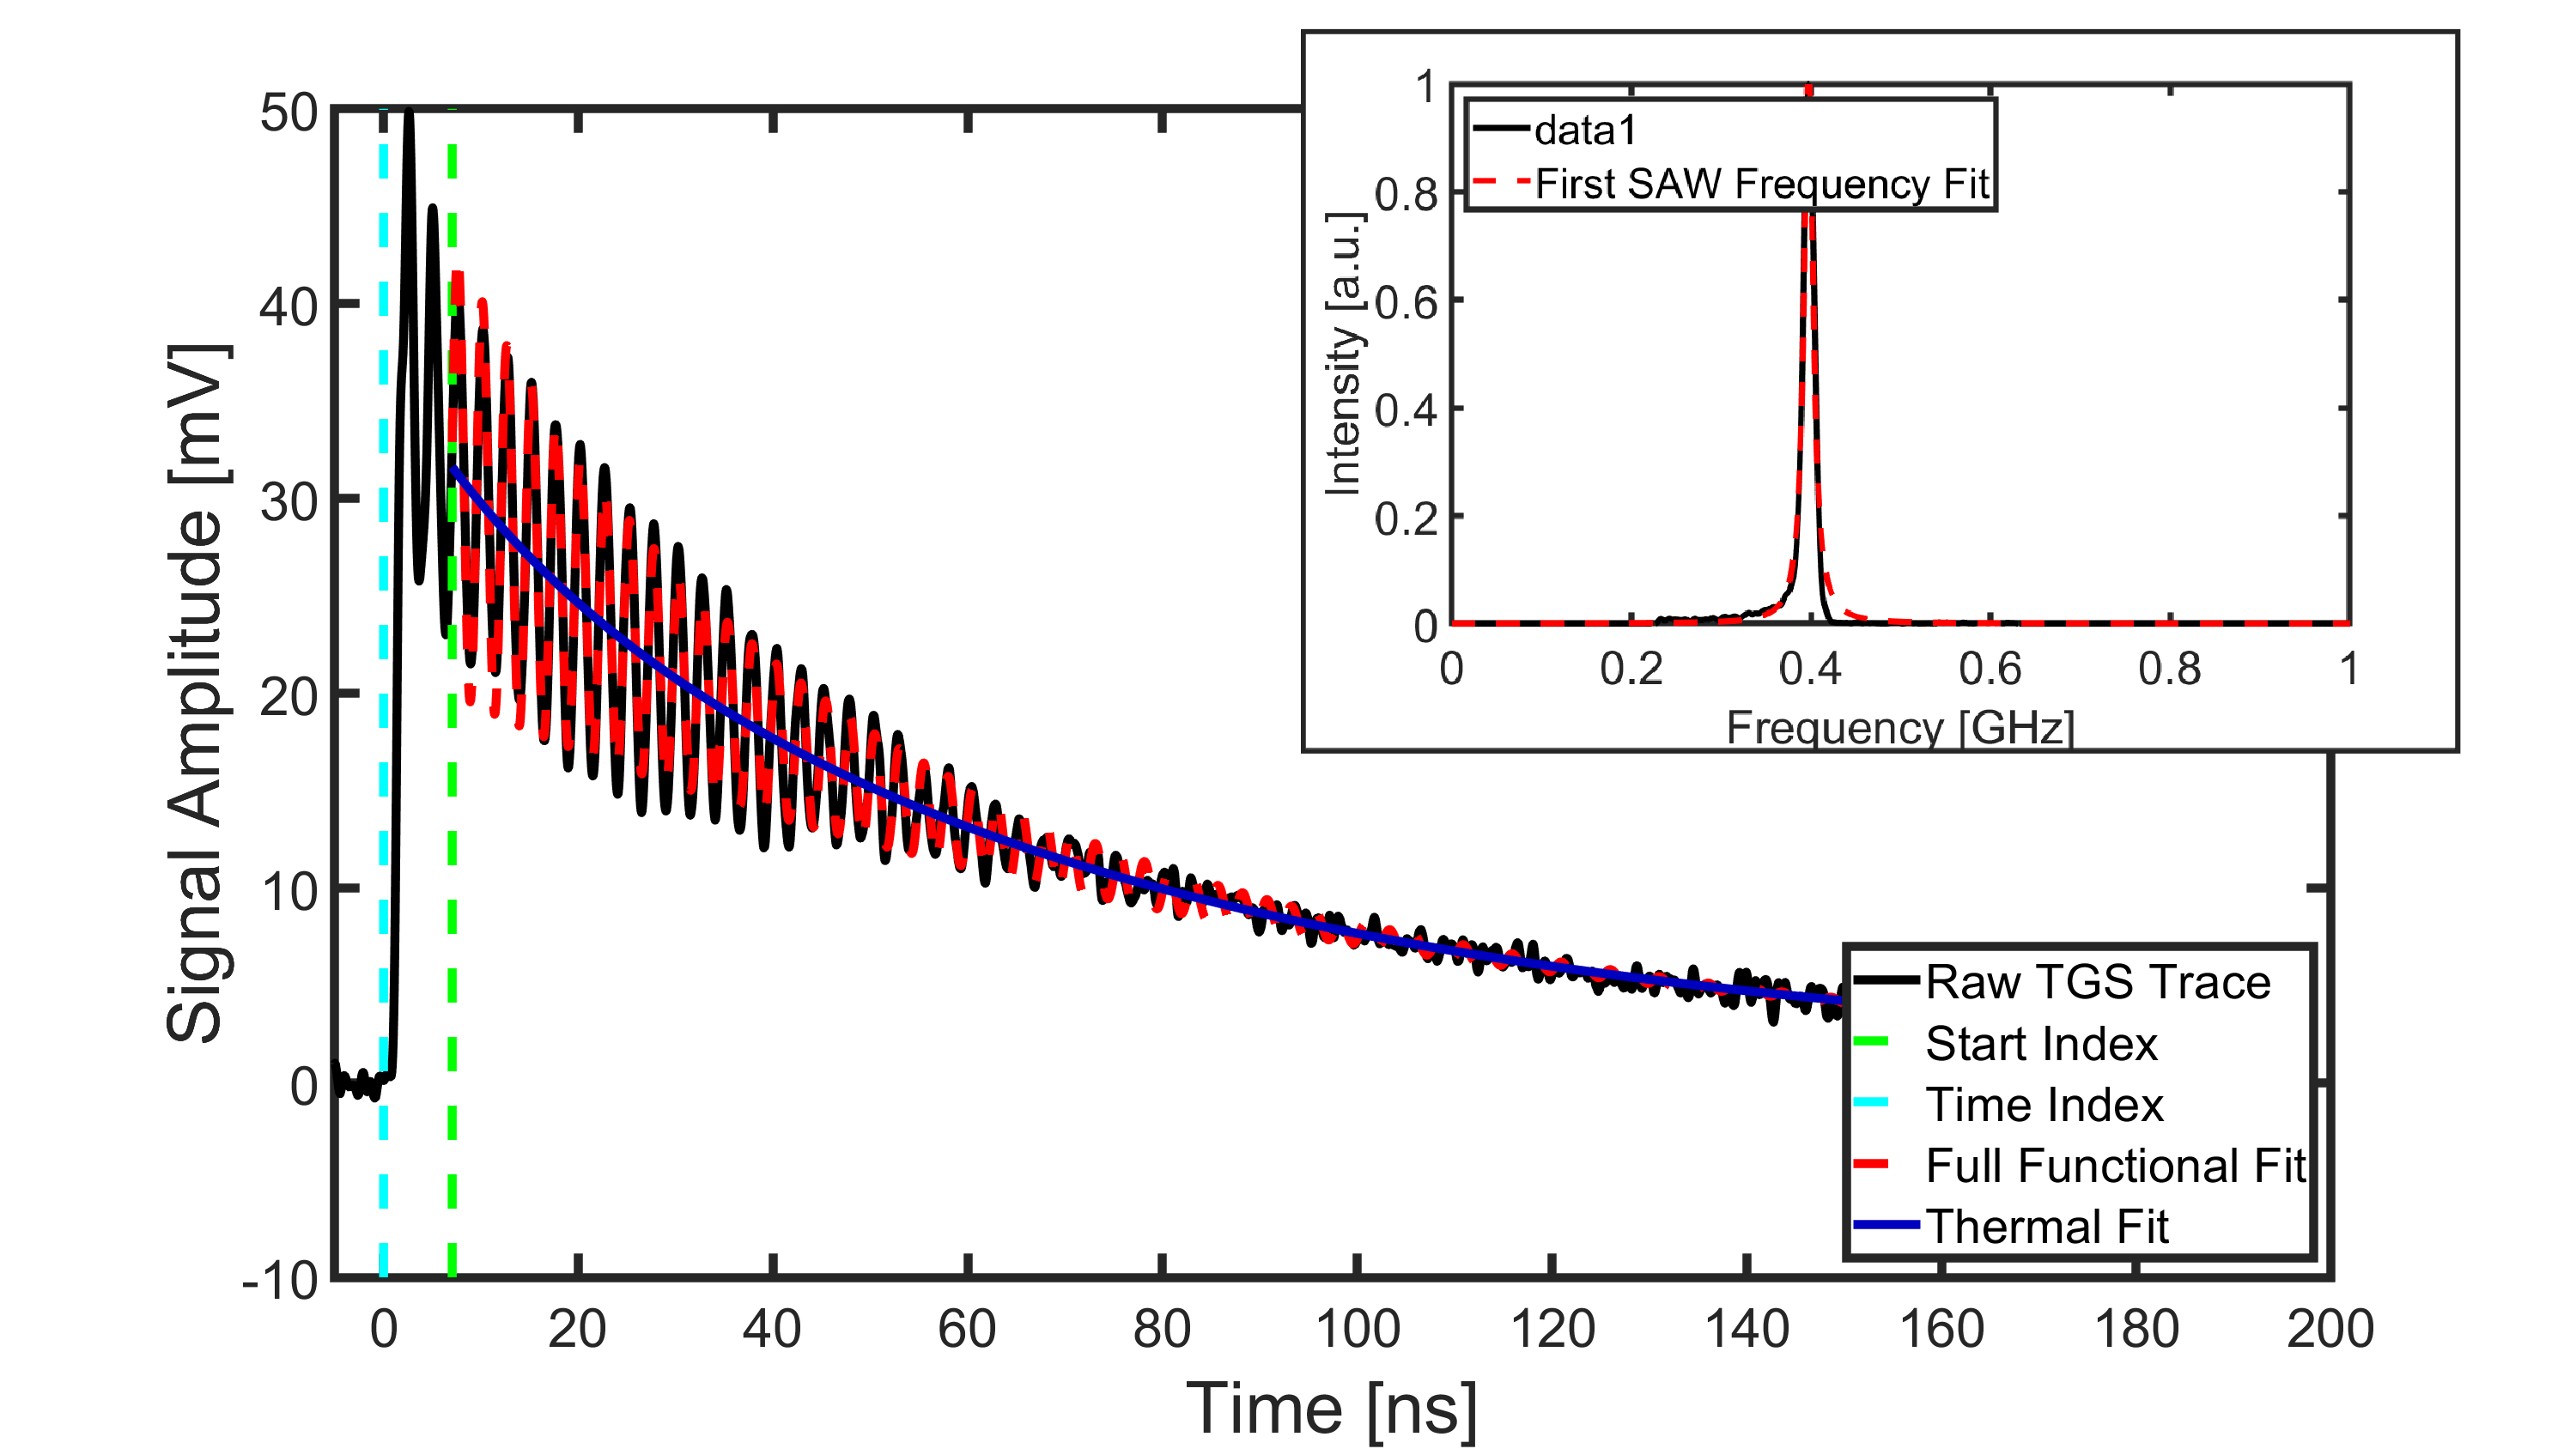 50
40
30
20
10
0
-10
Signal Amplitude [mV]
0 20 40 60 80 100 120 140 160 180 200
Time [ns]
Raw TGS Trace
Start Index
Time Index
Full Functional Fit
Thermal Fit
1
0.8
0.6
0.4
0.2
0
Intensity [a.u.]
data1
First SAW Frequency Fit
0 0.2 0.4 0.6 0.8 1
Frequency [GHz]